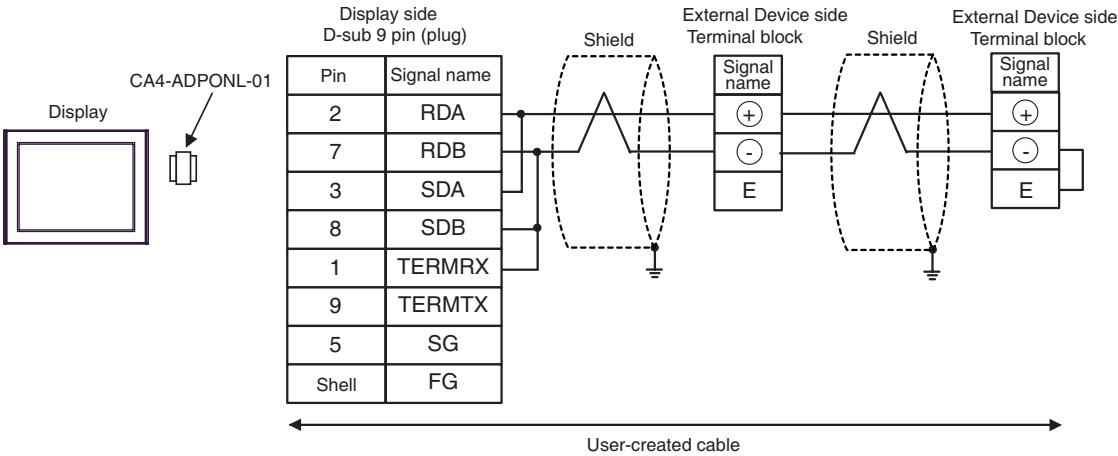 Display side
D-sub 9 pin (plug)
External Device side
Terminal block
External Device side
Terminal block
Shield
Shield
CA4-ADPONL-01
Display
Pin Signal name
2 RDA
7 RDB
3 SDA
8 SDB
1 TERMRX
9 TERMTX
5 SG
Shell FG
Signal
name
+
-
E
Signal
name
+
-
E
User-created cable